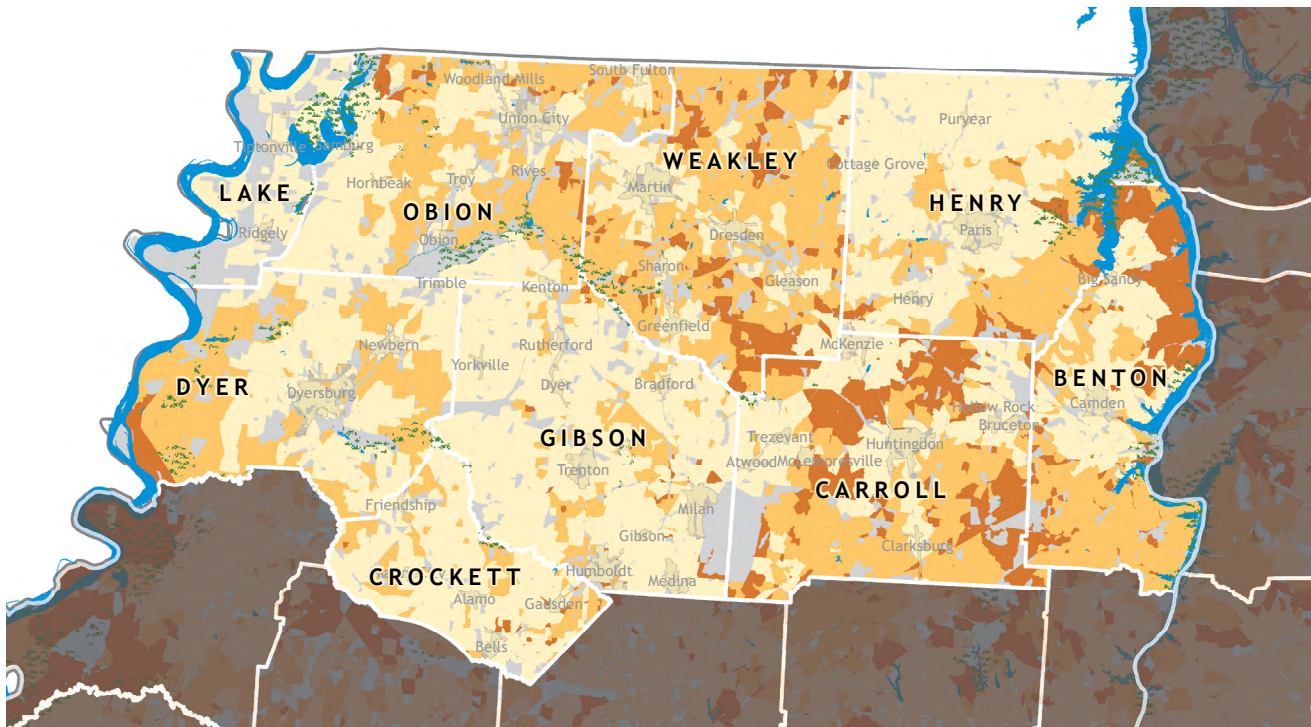 South Fulton
Woodland Mills
Union City
Puryear
Tiptonville
Samburg
WEAKLEY
Cottage Grove
Rives
Troy
Hornbeak
Martin
LAKE
HENRY
OBION
Paris
Ridgely
Obion
Dresden
Sharon
Big Sandy
Trimble
Kenton
Gleason
Henry
Greenfield
Newbern
Rutherford
McKenzie
Yorkville
DYER
Dyer
Bradford
BENTON
Dyersburg
Camden
Hollow Rock
Bruceton
GIBSON
Trezevant
Huntingdon
Trenton
Atwood
McLemoresville
CARROLL
Friendship
Milan
Gibson
Clarksburg
CROCKETT
Humboldt
Medina
Alamo
Gadsden
Bells